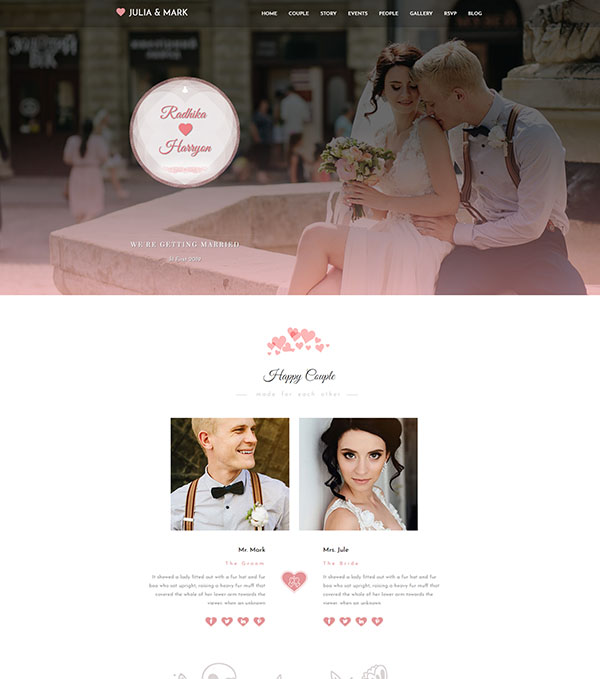 JULIA & MARK
HOME COUPLE STORY EVENTS PEOPLE GALLERY RSVP BLOG
Radhika
Harryon
WE'RE GETTING MARRIED
2019
Happy Couple
made for each other
Mr. Mark
The Groom
It showed a lady fitted out with a fur hat and fur
boa who sat upright, raising a heavy fur muff that
covered the whole of her lower arm towards the
viewer. when an unknown
Mrs. Jule
The Bride
It showed a lady fitted out with a fur hat and fur
boa who sat upright, raising a heavy fur muff that
covered the whole of her lower arm towards the
viewer. when an unknown